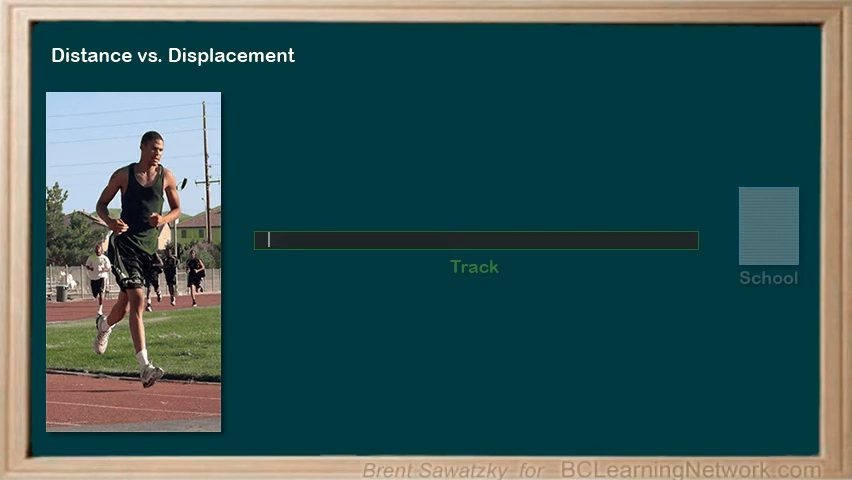 Distance vs. Displacement
Track
School
Brent Sawatzky for BCLearningNetwork.com